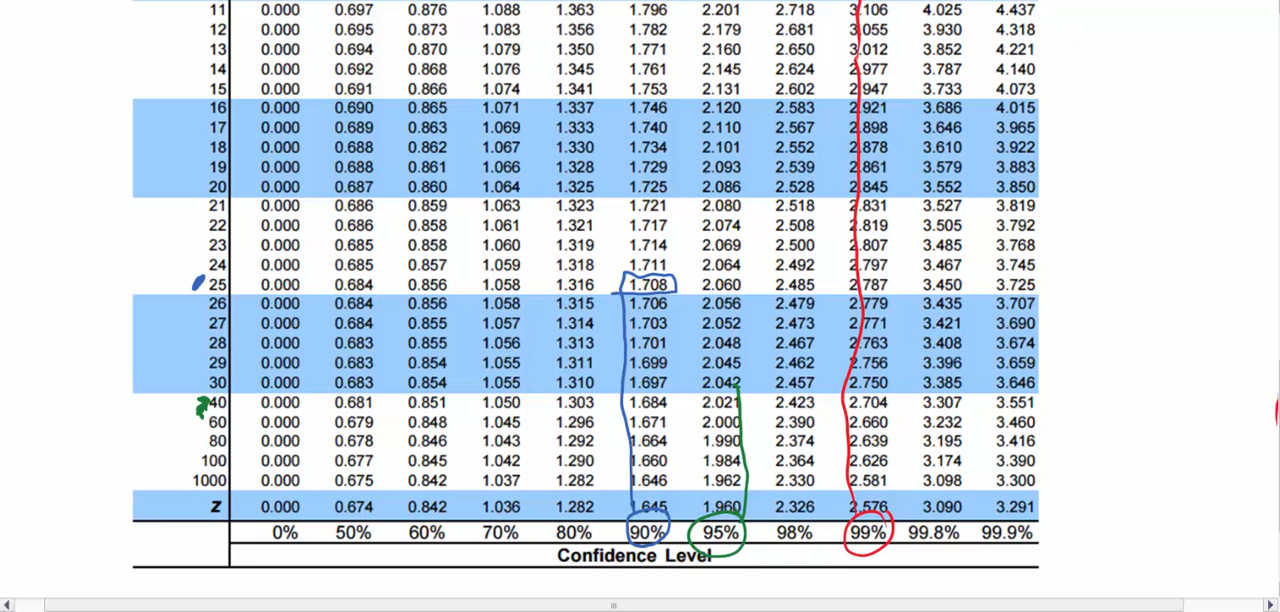 11 0.000 0.697 0.876 1.088 1.363 1.796 2.201 2.718 3.106 4.025 4.437
12 0.000 0.695 0.873 1.083 1.356 1.782 2.179 2.681 3.055 3.930 4.318
13 0.000 0.694 0.870 1.079 1.350 1.771 2.160 2.650 3.012 3.852 4.221
14 0.000 0.692 0.868 1.076 1.345 1.761 2.145 2.624 2.977 3.787 4.140
15 0.000 0.691 0.866 1.074 1.341 1.753 2.131 2.602 2.947 3.733 4.073
16 0.000 0.690 0.865 1.071 1.337 1.746 2.120 2.583 2.921 3.686 4.015
17 0.000 0.689 0.863 1.069 1.333 1.740 2.110 2.567 2.898 3.646 3.965
18 0.000 0.688 0.862 1.067 1.330 1.734 2.101 2.552 2.878 3.610 3.922
19 0.000 0.688 0.861 1.066 1.328 1.729 2.093 2.539 2.861 3.579 3.883
20 0.000 0.687 0.860 1.064 1.325 1.725 2.086 2.528 2.845 3.552 3.850
21 0.000 0.686 0.859 1.063 1.323 1.721 2.080 2.518 2.831 3.527 3.819
22 0.000 0.686 0.858 1.061 1.321 1.717 2.074 2.508 2.819 3.505 3.792
23 0.000 0.685 0.858 1.060 1.319 1.714 2.069 2.500 2.807 3.485 3.768
24 0.000 0.685 0.857 1.059 1.318 1.711 2.064 2.492 2.797 3.467 3.745
25 0.000 0.684 0.856 1.058 1.316 1.708 2.060 2.485 2.787 3.450 3.725
26 0.000 0.684 0.856 1.058 1.315 1.706 2.056 2.479 2.779 3.435 3.707
27 0.000 0.684 0.855 1.057 1.314 1.703 2.052 2.473 2.771 3.421 3.690
28 0.000 0.683 0.855 1.056 1.313 1.701 2.048 2.467 2.763 3.408 3.674
29 0.000 0.683 0.854 1.055 1.311 1.699 2.045 2.462 2.756 3.396 3.659
30 0.000 0.683 0.854 1.055 1.310 1.697 2.042 2.457 2.750 3.385 3.646
40 0.000 0.681 0.851 1.050 1.303 1.684 2.021 2.423 2.704 3.307 3.551
60 0.000 0.679 0.848 1.045 1.296 1.671 2.000 2.390 2.660 3.232 3.460
80 0.000 0.678 0.846 1.043 1.292 1.664 1.990 2.374 2.639 3.195 3.416
100 0.000 0.677 0.845 1.042 1.290 1.660 1.984 2.364 2.626 3.174 3.390
1000 0.000 0.675 0.842 1.037 1.282 1.646 1.962 2.330 2.581 3.098 3.300
Z 0.000 0.674 0.842 1.036 1.282 1.645 1.960 2.326 2.576 3.090 3.291
0% 50% 60% 70% 80% 90% 95% 98% 99% 99.8% 99.9%
Confidence Level